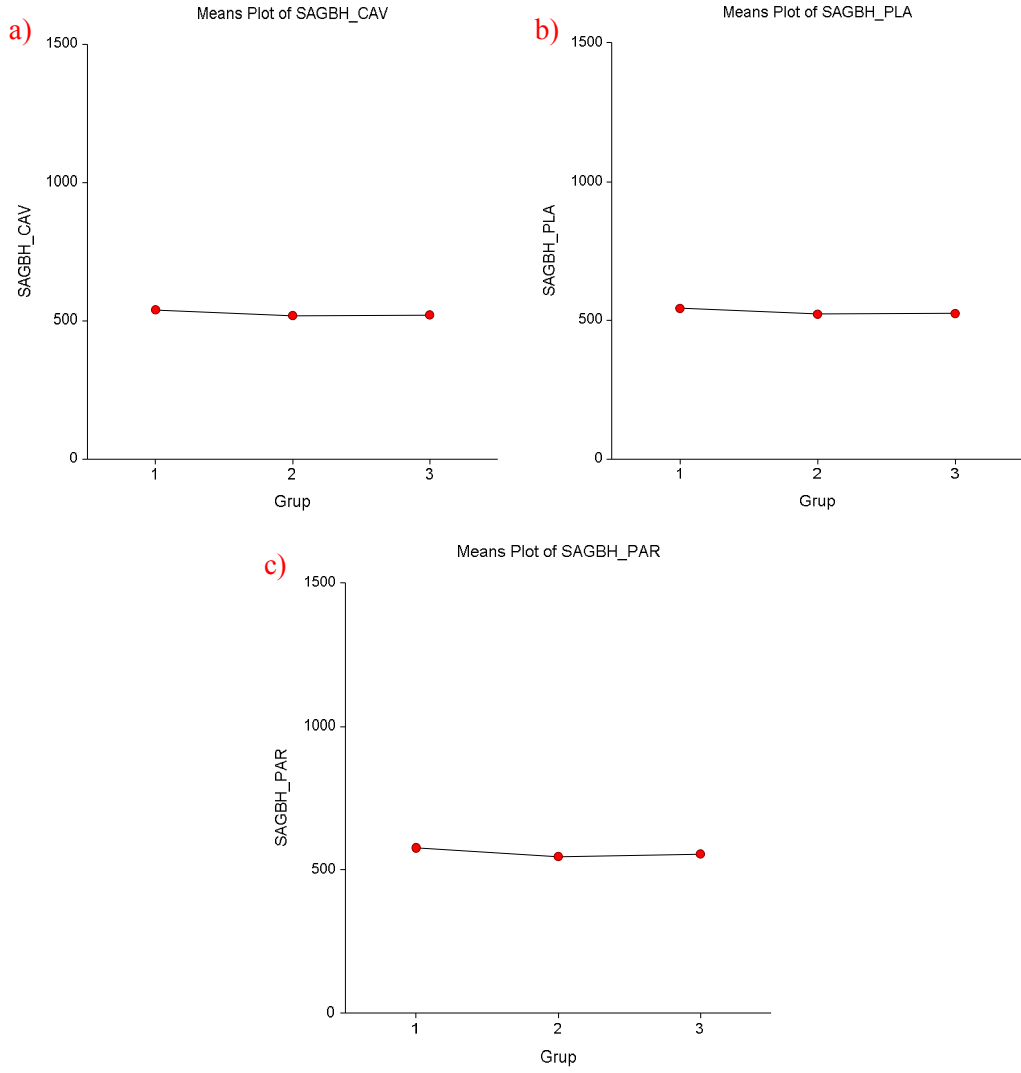 a)
Means Plot of SAGBH_CAV
1500
1000
500
0
SAGBH_CAV
1 2 3
Grup
b)
Means Plot of SAGBH_PLA
1500
1000
500
0
SAGBH_PLA
1 2 3
Grup
c)
Means Plot of SAGBH_PAR
1500
1000
500
0
SAGBH_PAR
1 2 3
Grup